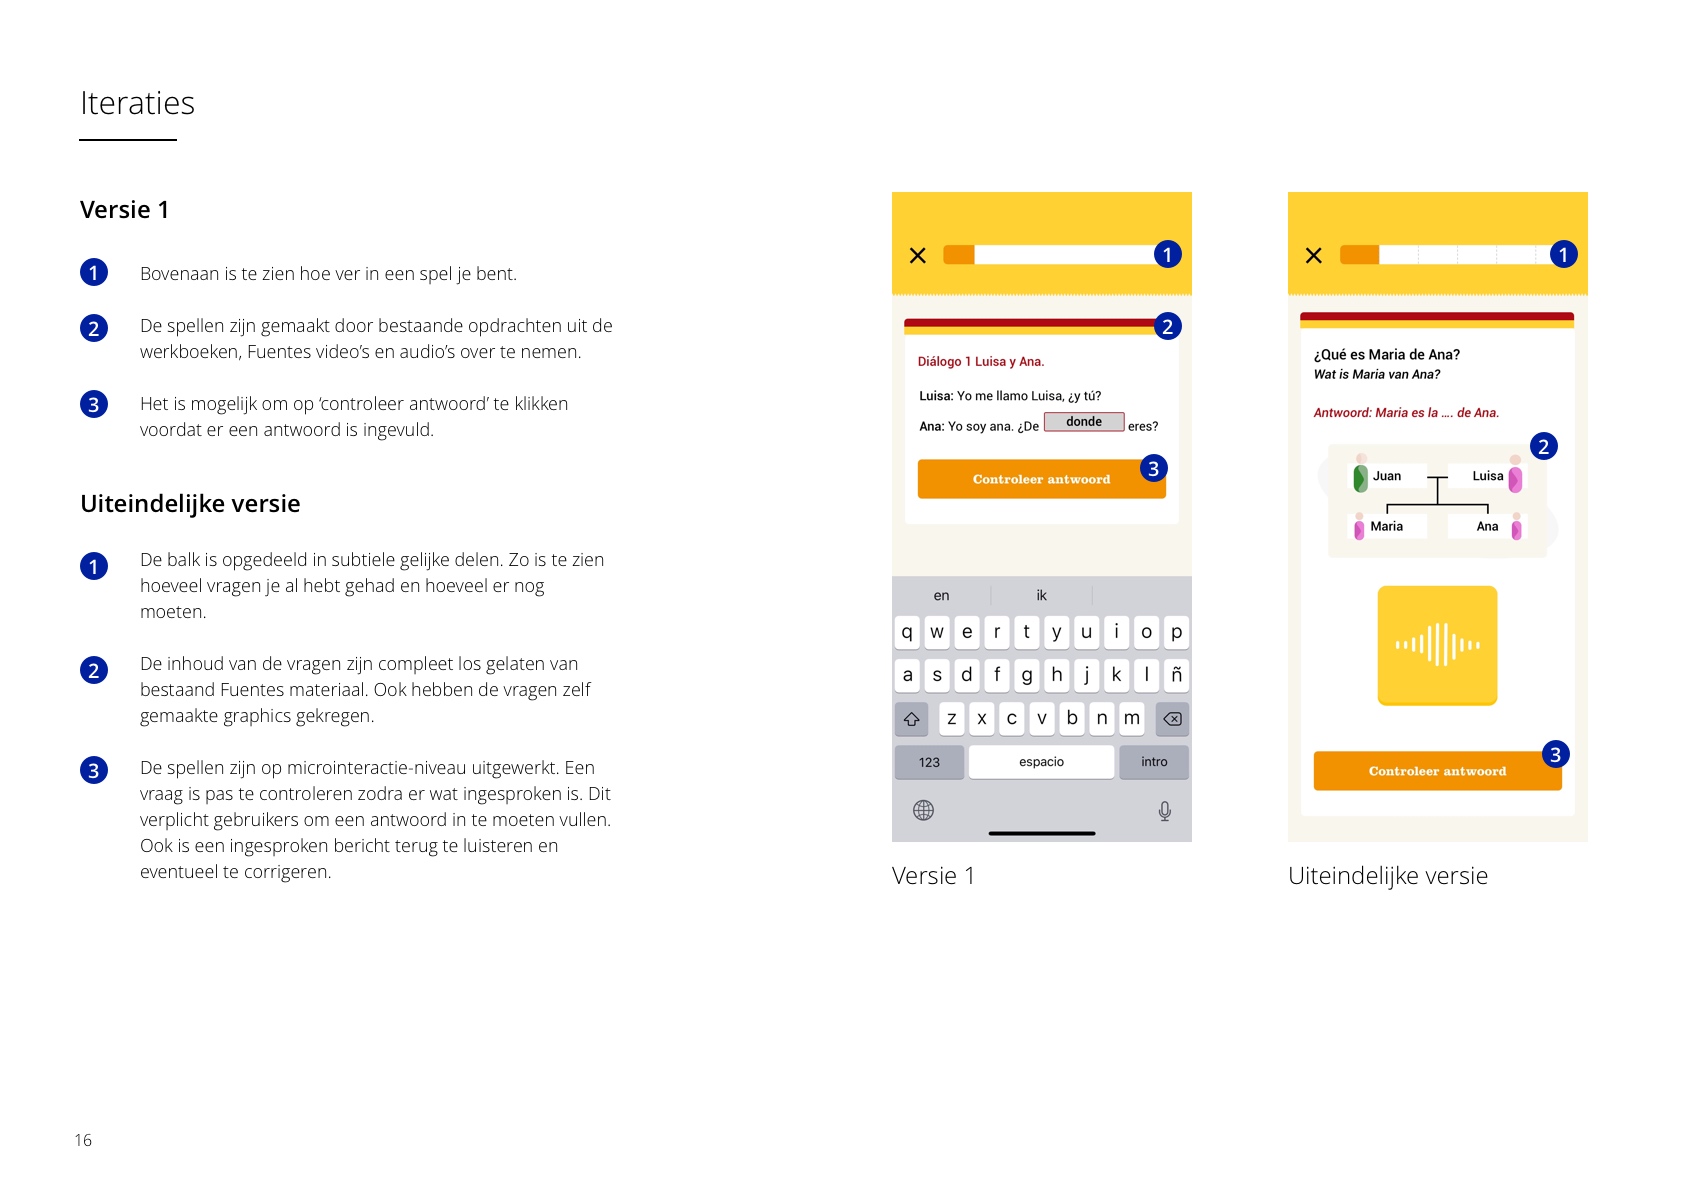 Iteraties
Versie 1
1
Bovenaan is te zien hoe ver in een spel je bent.
2
De spellen zijn gemaakt door bestaande opdrachten uit de
werkboeken, Fuentes video’s en audio’s over te nemen.
3
Het is mogelijk om op ‘controleer antwoord’ te klikken
voordat er een antwoord is ingevuld.
Uiteindelijke versie
1
De balk is opgedeeld in subtiele gelijke delen. Zo is te zien
hoeveel vragen je al hebt gehad en hoeveel er nog
moeten.
2
De inhoud van de vragen zijn compleet los gelaten van
bestaand Fuentes materiaal. Ook hebben de vragen zelf
gemaakte graphics gekregen.
3
De spellen zijn op microinteractie-niveau uitgewerkt. Een
vraag is pas te controleren zodra er wat ingesproken is. Dit
verplicht gebruikers om een antwoord in te moeten vullen.
Ook is een ingesproken bericht terug te luisteren en
eventueel te corrigeren.
1
2
Diálogo 1 Luisa y Ana.
Luisa: Yo me llamo Luisa, ¿y tú?
Ana: Yo soy ana. ¿De donde eres?
3
Controleer antwoord
en ik
q w e r t y u i o p
a s d f g h j k l ñ
z x c v b n m
123 espacio intro
Versie 1
1
¿Qué es Maria de Ana?
Wat is Maria van Ana?
Antwoord: Maria es la .... de Ana.
2
Juan Luisa
Maria Ana
3
Controleer antwoord
Uiteindelijke versie
16